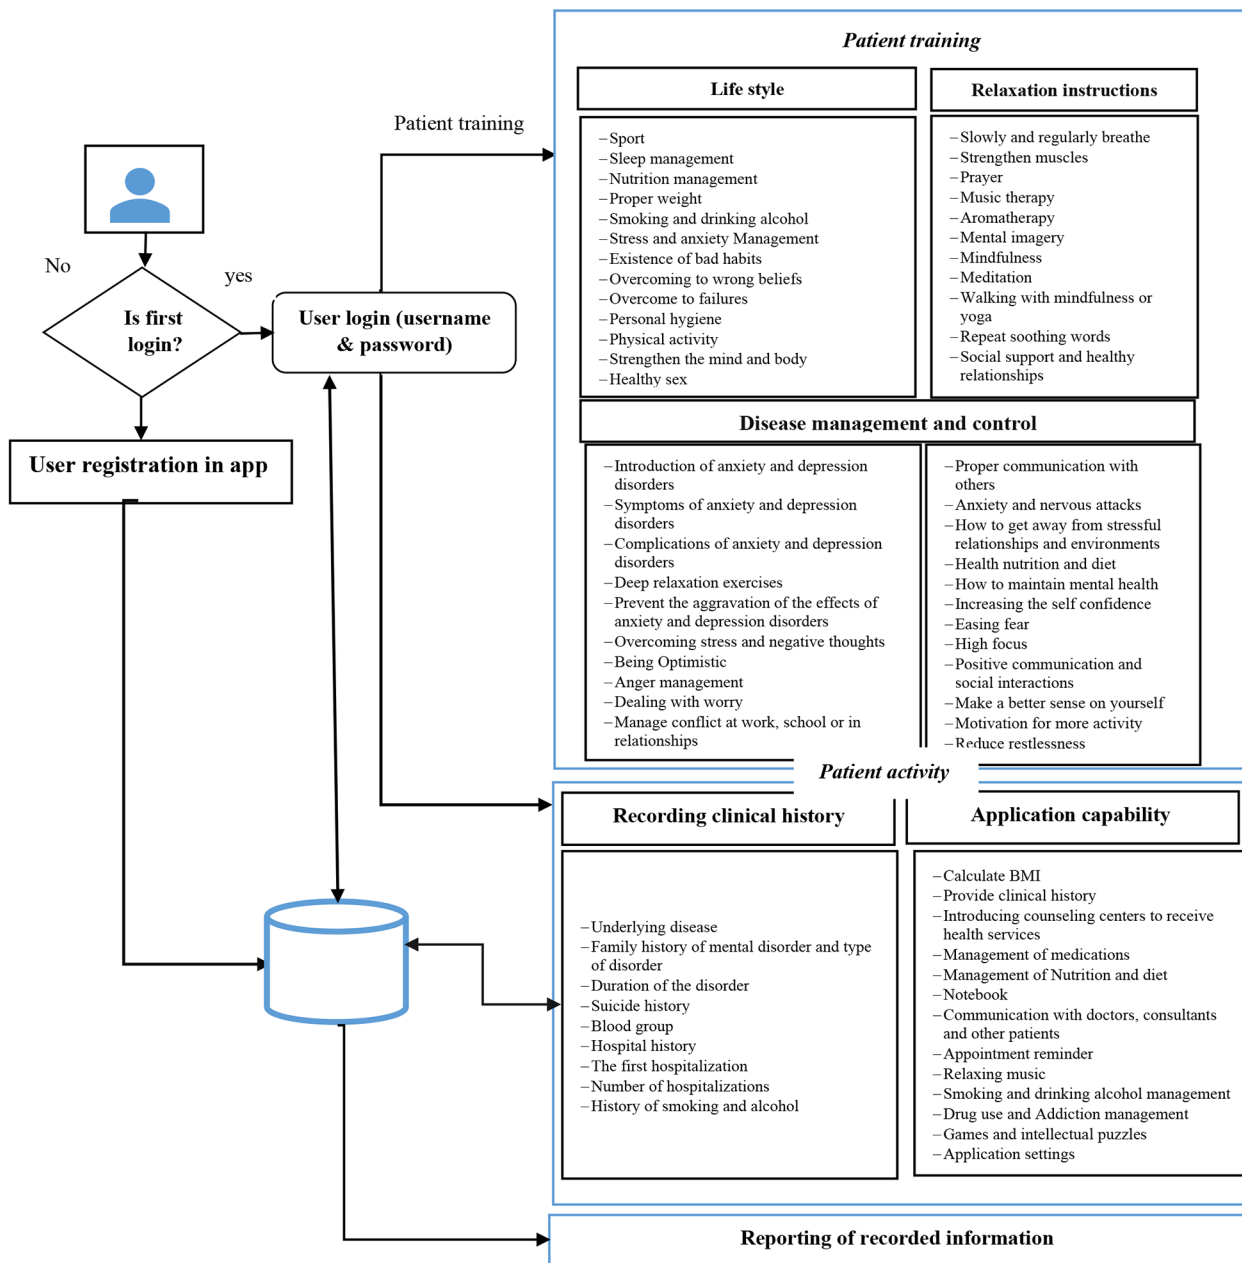 Patient training
No
yes
Is first
login?
User login (username
& password)
User registration in app
Patient training
Life style
–Sport
–Sleep management
–Nutrition management
–Proper weight
–Smoking and drinking alcohol
–Stress and anxiety Management
–Existence of bad habits
–Overcoming to wrong beliefs
–Overcome to failures
–Personal hygiene
–Physical activity
–Strengthen the mind and body
–Healthy sex
Relaxation instructions
–Slowly and regularly breathe
–Strengthen muscles
–Prayer
–Music therapy
–Aromatherapy
–Mental imagery
–Mindfulness
–Meditation
–Walking with mindfulness or
yoga
–Repeat soothing words
–Social support and healthy
relationships
Disease management and control
–Introduction of anxiety and depression
disorders
–Symptoms of anxiety and depression
disorders
–Complications of anxiety and depression
disorders
–Deep relaxation exercises
–Prevent the aggravation of the effects of
anxiety and depression disorders
–Overcoming stress and negative thoughts
–Being Optimistic
–Anger management
–Dealing with worry
–Manage conflict at work, school or in
relationships
–Proper communication with
others
–Anxiety and nervous attacks
–How to get away from stressful
relationships and environments
–Health nutrition and diet
–How to maintain mental health
–Increasing the self confidence
–Easing fear
–High focus
–Positive communication and
social interactions
–Make a better sense on yourself
–Motivation for more activity
–Reduce restlessness
Patient activity
Recording clinical history
–Underlying disease
–Family history of mental disorder and type
of disorder
–Duration of the disorder
–Suicide history
–Blood group
–Hospital history
–The first hospitalization
–Number of hospitalizations
–History of smoking and alcohol
Application capability
–Calculate BMI
–Provide clinical history
–Introducing counseling centers to receive
health services
–Management of medications
–Management of Nutrition and diet
–Notebook
–Communication with doctors, consultants
and other patients
–Appointment reminder
–Relaxing music
–Smoking and drinking alcohol management
–Drug use and Addiction management
–Games and intellectual puzzles
–Application settings
Reporting of recorded information